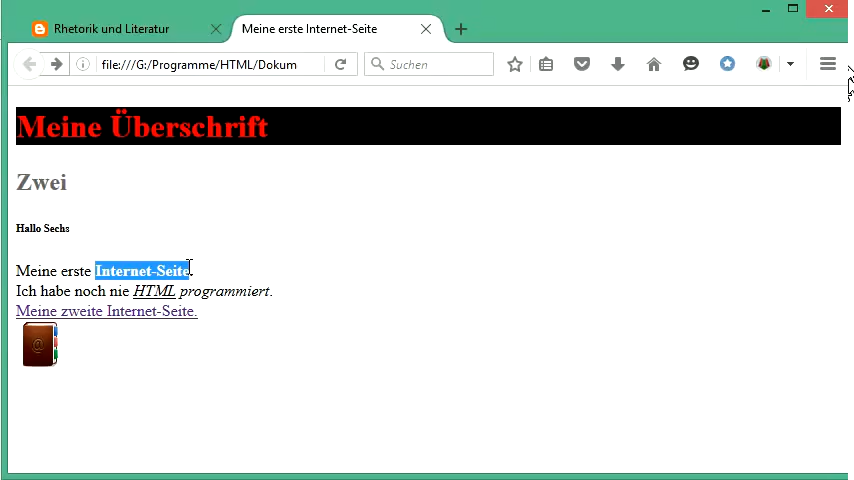 Rhetorik und Literatur
Meine erste Internet-Seite
file:///G:/Programme/HTML/Dokum
Suchen
Meine Überschrift
Zwei
Hallo Sechs
Meine erste Internet-Seite.
Ich habe noch nie HTML programmiert.
Meine zweite Internet-Seite.
@